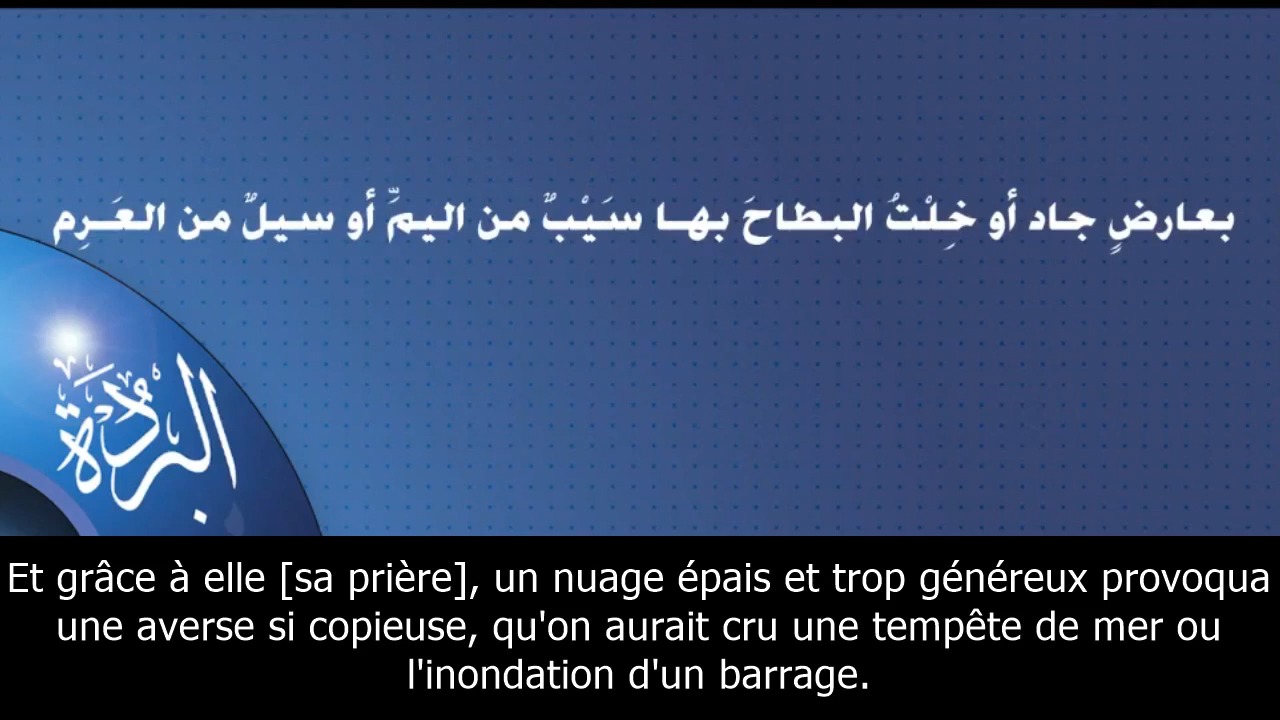 بعارضٍ جاد أو خِلْتُ البطاحَ بهـا سَيْبٌ من اليمِّ أو سيلٌ من العَـرِم
البُردَة
Et grâce à elle [sa prière], un nuage épais et trop généreux provoqua
une averse si copieuse, qu'on aurait cru une tempête de mer ou
l'inondation d'un barrage.